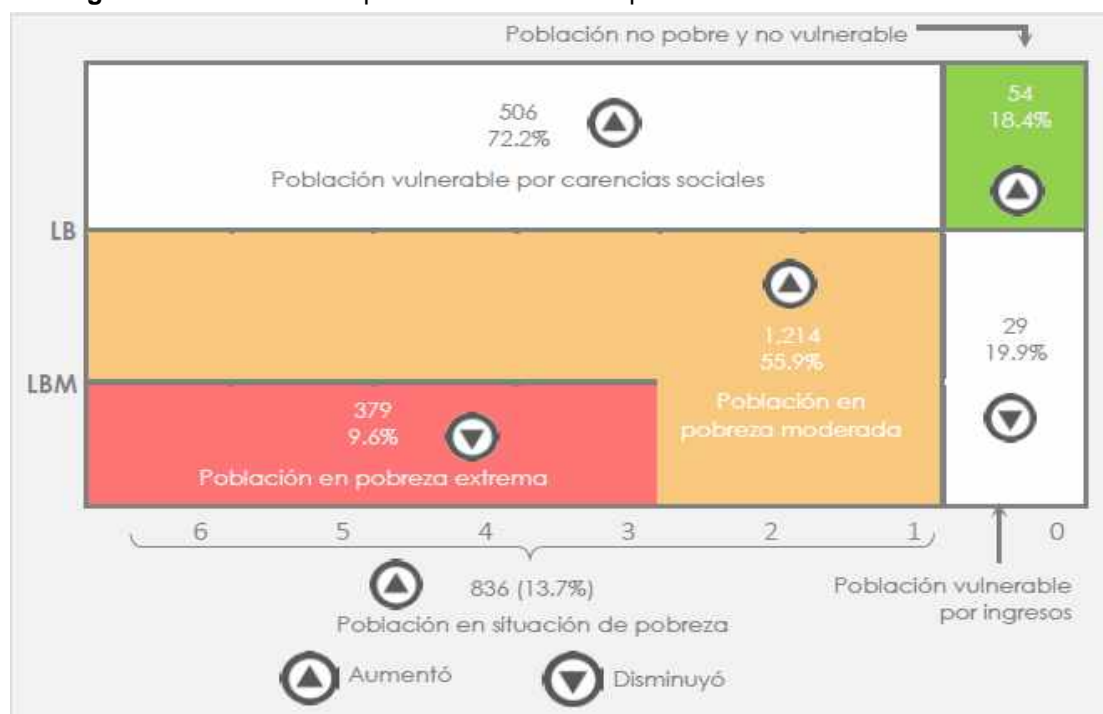 Población no pobre y no vulnerable
54
18.4%
506
72.2%
Población vulnerable por carencias sociales
LB
1,214
55.9%
Población en
pobreza moderada
29
19.9%
LBM
379
9.6%
Población en pobreza extrema
6 5 4 3 2 1 0
836 (13.7%)
Población en situación de pobreza
Población vulnerable
por ingresos
Aumentó
Disminuyó